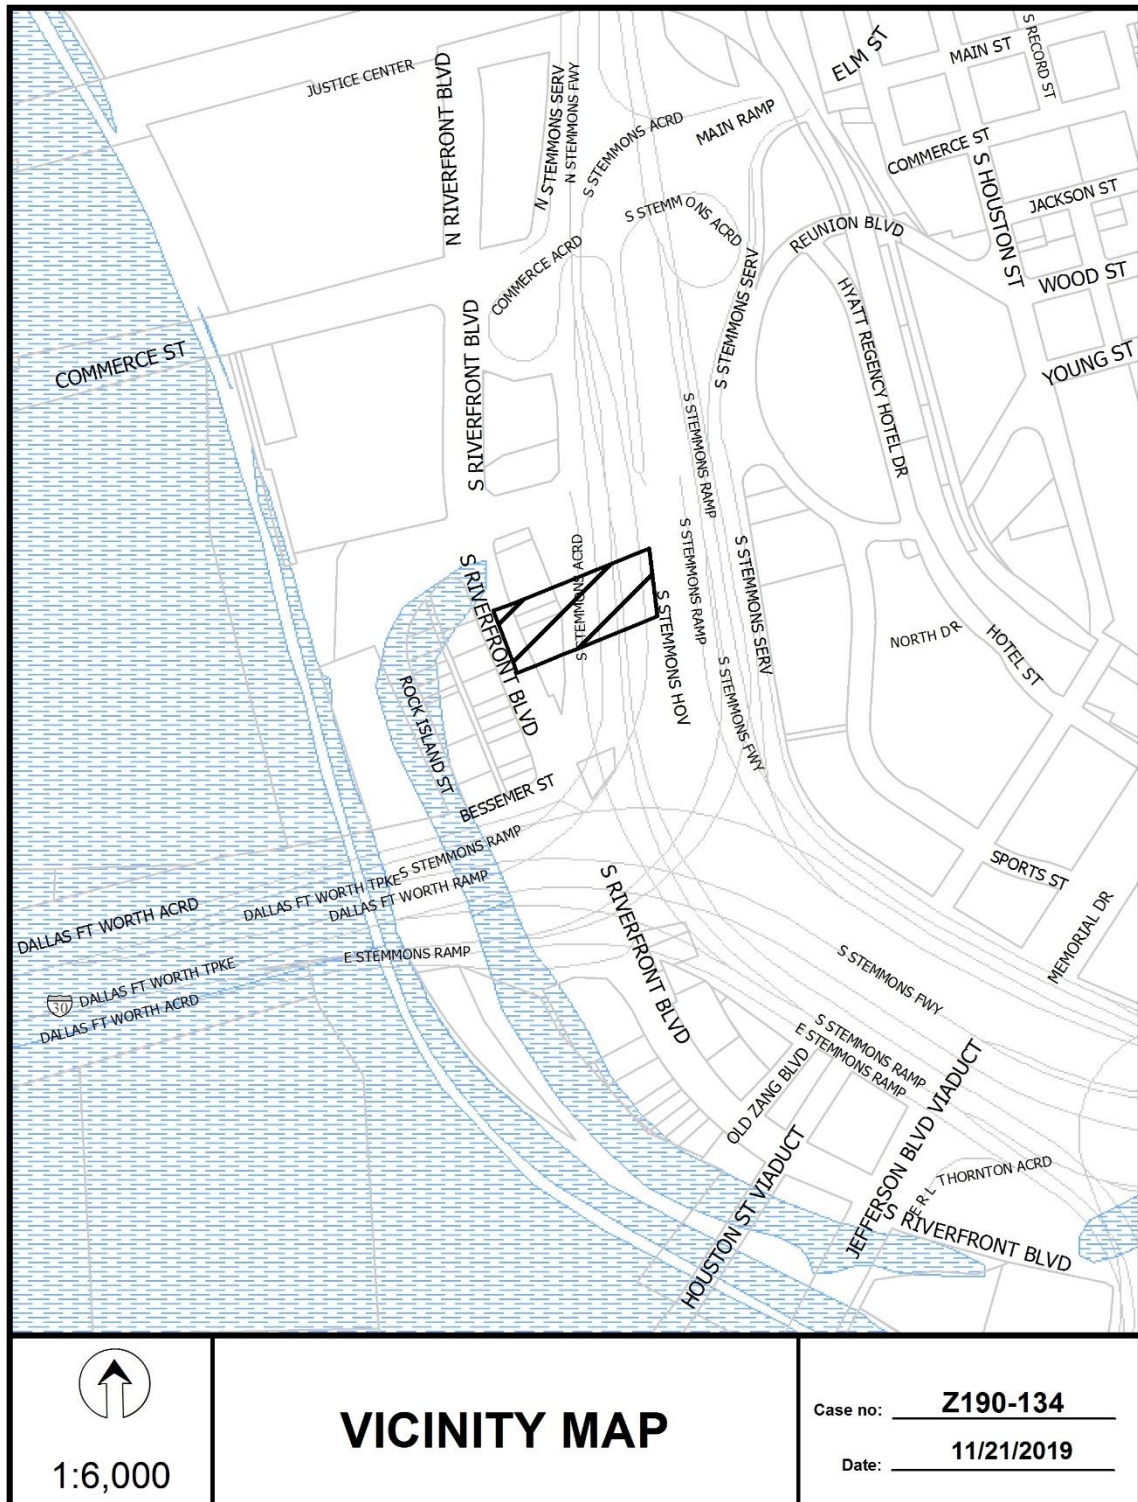 ELM ST
MAIN ST
S RECORD ST
JUSTICE CENTER
N RIVERFRONT BLVD
N STEMMONS SERV
N STEMMONS FWY
S STEMMONS ACRD
MAIN RAMP
COMMERCE ST
S HOUSTON ST
JACKSON ST
S STEMMONS ACRD
REUNION BLVD
WOOD ST
COMMERCE ACRD
S STEMMONS SERV
HYATT REGENCY HOTEL DR
YOUNG ST
COMMERCE ST
S RIVERFRONT BLVD
S STEMMONS RAMP
S STEMMONS ACRD
S STEMMONS RAMP
S STEMMONS SERV
S RIVERFRONT BLVD
S STEMMONS HOV
NORTH DR
HOTEL ST
ROCK ISLAND ST
S STEMMONS FWY
BESSEMER ST
S STEMMONS RAMP
DALLAS FT WORTH TPKE
DALLAS FT WORTH RAMP
SPORTS ST
S RIVERFRONT BLVD
DALLAS FT WORTH ACRD
MEMORIAL DR
E STEMMONS RAMP
S STEMMONS FWY
DALLAS FT WORTH TPKE
30
DALLAS FT WORTH ACRD
S STEMMONS RAMP
E STEMMONS RAMP
OLD ZANG BLVD
JEFFERSON BLVD VIADUCT
HOUSTON ST VIADUCT
E R L THORNTON ACRD
S RIVERFRONT BLVD
1:6,000
VICINITY MAP
Case no: Z190-134
Date: 11/21/2019